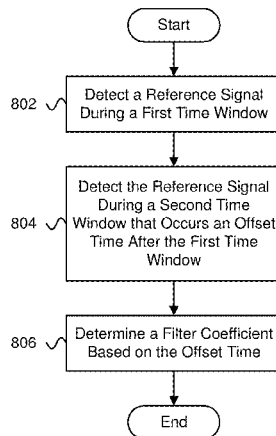 Start
802
Detect a Reference Signal
During a First Time Window
804
Detect the Reference Signal
During a Second Time
Window that Occurs an Offset
Time After the First Time
Window
806
Determine a Filter Coefficient
Based on the Offset Time
End